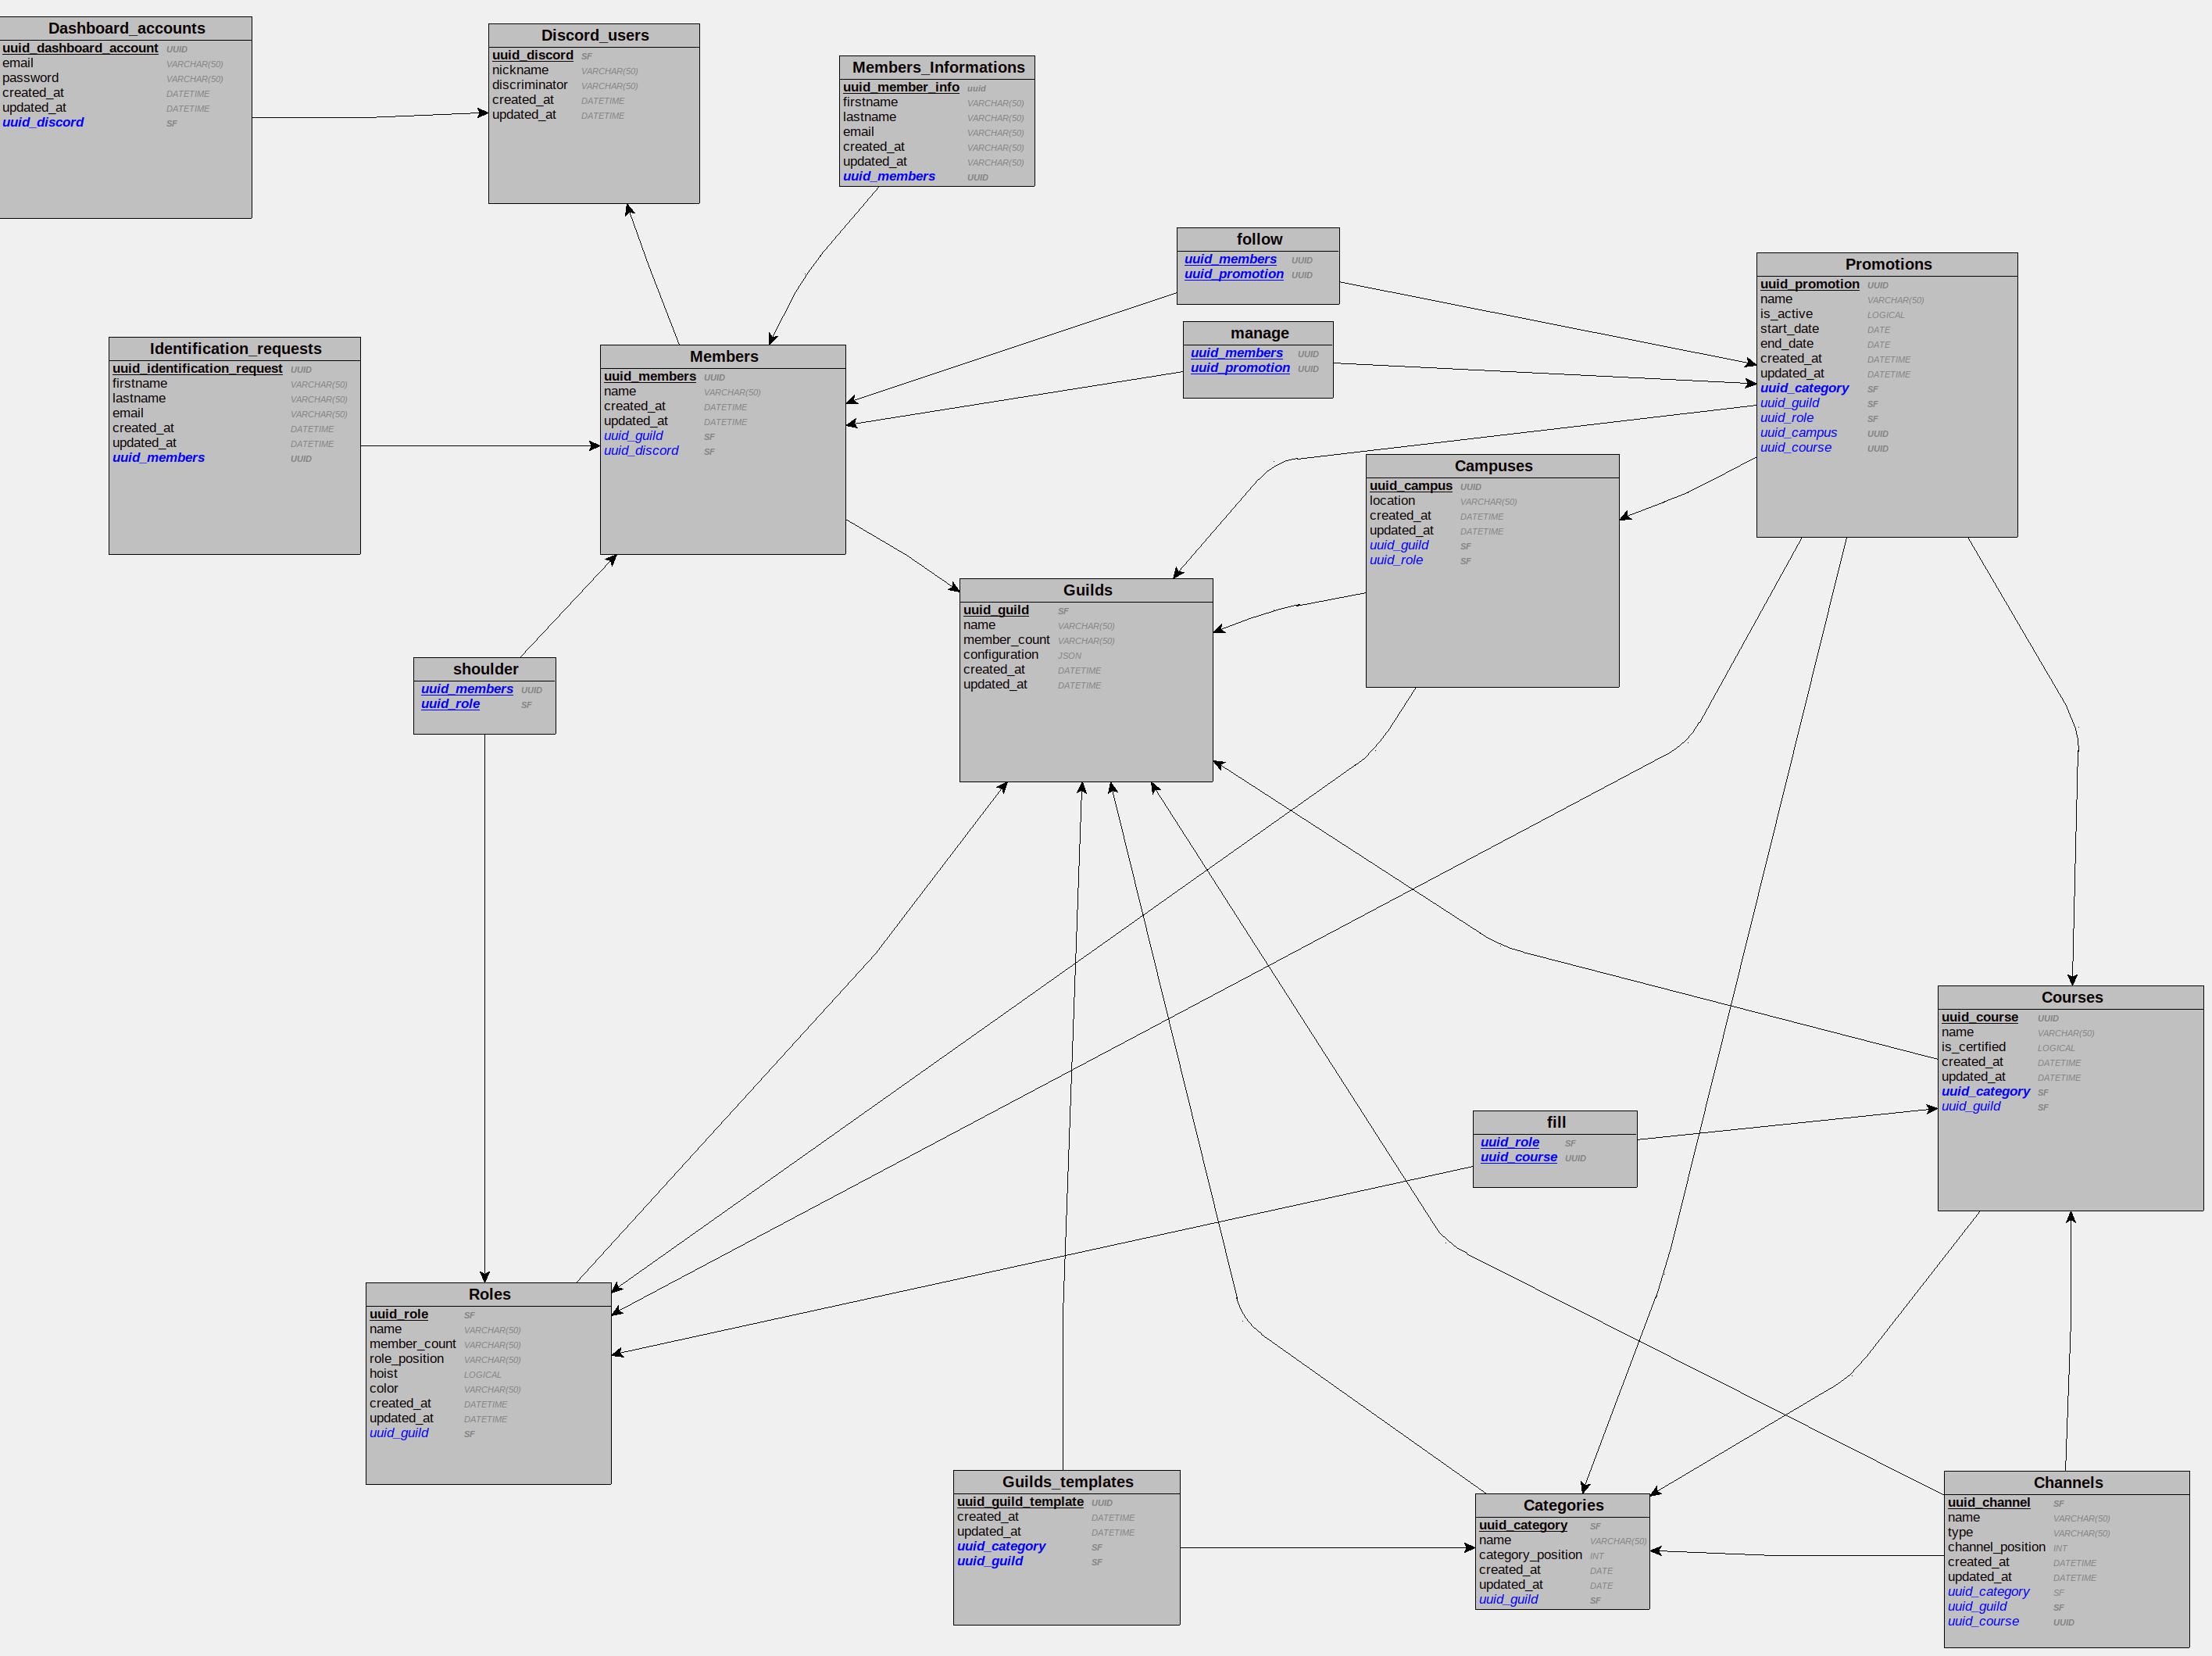 Dashboard_accounts
uuid_dashboard_account UUID
email VARCHAR(50)
password VARCHAR(50)
created_at DATETIME
updated_at DATETIME
uuid_discord SF
Discord_users
uuid_discord SF
nickname VARCHAR(50)
discriminator VARCHAR(50)
created_at DATETIME
updated_at DATETIME
Members_Informations
uuid_member_info uuid
firstname VARCHAR(50)
lastname VARCHAR(50)
email VARCHAR(50)
created_at VARCHAR(50)
updated_at VARCHAR(50)
uuid_members UUID
follow
uuid_members UUID
uuid_promotion UUID
manage
uuid_members UUID
uuid_promotion UUID
Promotions
uuid_promotion UUID
name VARCHAR(50)
is_active LOGICAL
start_date DATE
end_date DATE
created_at DATETIME
updated_at DATETIME
uuid_category SF
uuid_guild SF
uuid_role SF
uuid_campus UUID
uuid_course UUID
Identification_requests
uuid_identification_request UUID
firstname VARCHAR(50)
lastname VARCHAR(50)
email VARCHAR(50)
created_at DATETIME
updated_at DATETIME
uuid_members UUID
Members
uuid_members UUID
name VARCHAR(50)
created_at DATETIME
updated_at DATETIME
uuid_guild SF
uuid_discord SF
Campuses
uuid_campus UUID
location VARCHAR(50)
created_at DATETIME
updated_at DATETIME
uuid_guild SF
uuid_role SF
Guilds
uuid_guild SF
name VARCHAR(50)
member_count VARCHAR(50)
configuration JSON
created_at DATETIME
updated_at DATETIME
shoulder
uuid_members UUID
uuid_role SF
Courses
uuid_course UUID
name VARCHAR(50)
is_certified LOGICAL
created_at DATETIME
updated_at DATETIME
uuid_category SF
uuid_guild SF
fill
uuid_role SF
uuid_course UUID
Roles
uuid_role SF
name VARCHAR(50)
member_count VARCHAR(50)
role_position VARCHAR(50)
hoist LOGICAL
color VARCHAR(50)
created_at DATETIME
updated_at DATETIME
uuid_guild SF
Guilds_templates
uuid_guild_template UUID
created_at DATETIME
updated_at DATETIME
uuid_category SF
uuid_guild SF
Categories
uuid_category SF
name VARCHAR(50)
category_position INT
created_at DATE
updated_at DATE
uuid_guild SF
Channels
uuid_channel SF
name VARCHAR(50)
type VARCHAR(50)
channel_position INT
created_at DATETIME
updated_at DATETIME
uuid_category SF
uuid_guild SF
uuid_course UUID